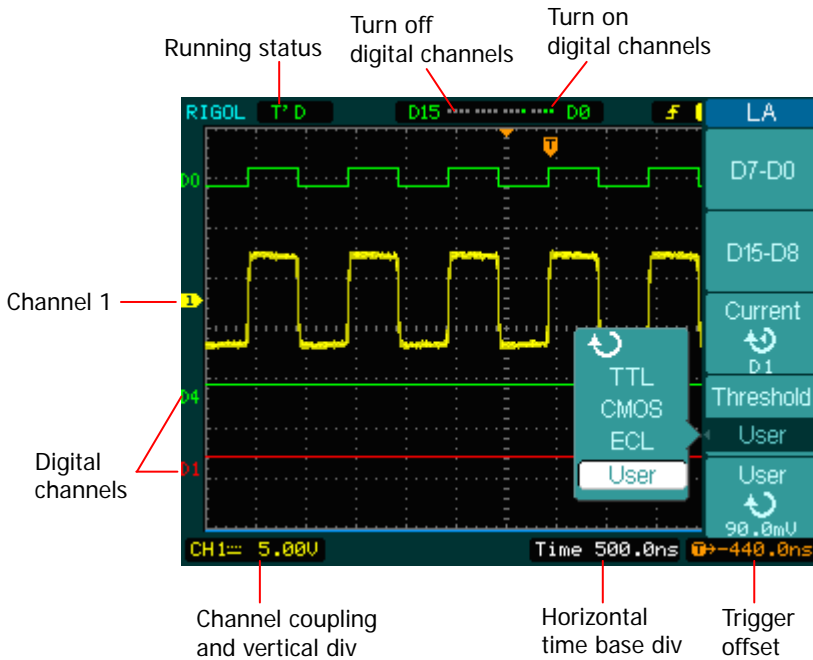 Turn off
digital channels
Turn on
digital channels
Running status
RIGOL T'D D15 D0 LA
T
D7-D0
D0
D15-D8
Channel 1
1
Current
D1
TTL
CMOS
ECL
User
Threshold
User
D4
Digital
channels
D1
User
90.0mV
CH1 5.00V Time 500.0ns T→-440.0ns
Channel coupling
and vertical div
Horizontal
time base div
Trigger
offset